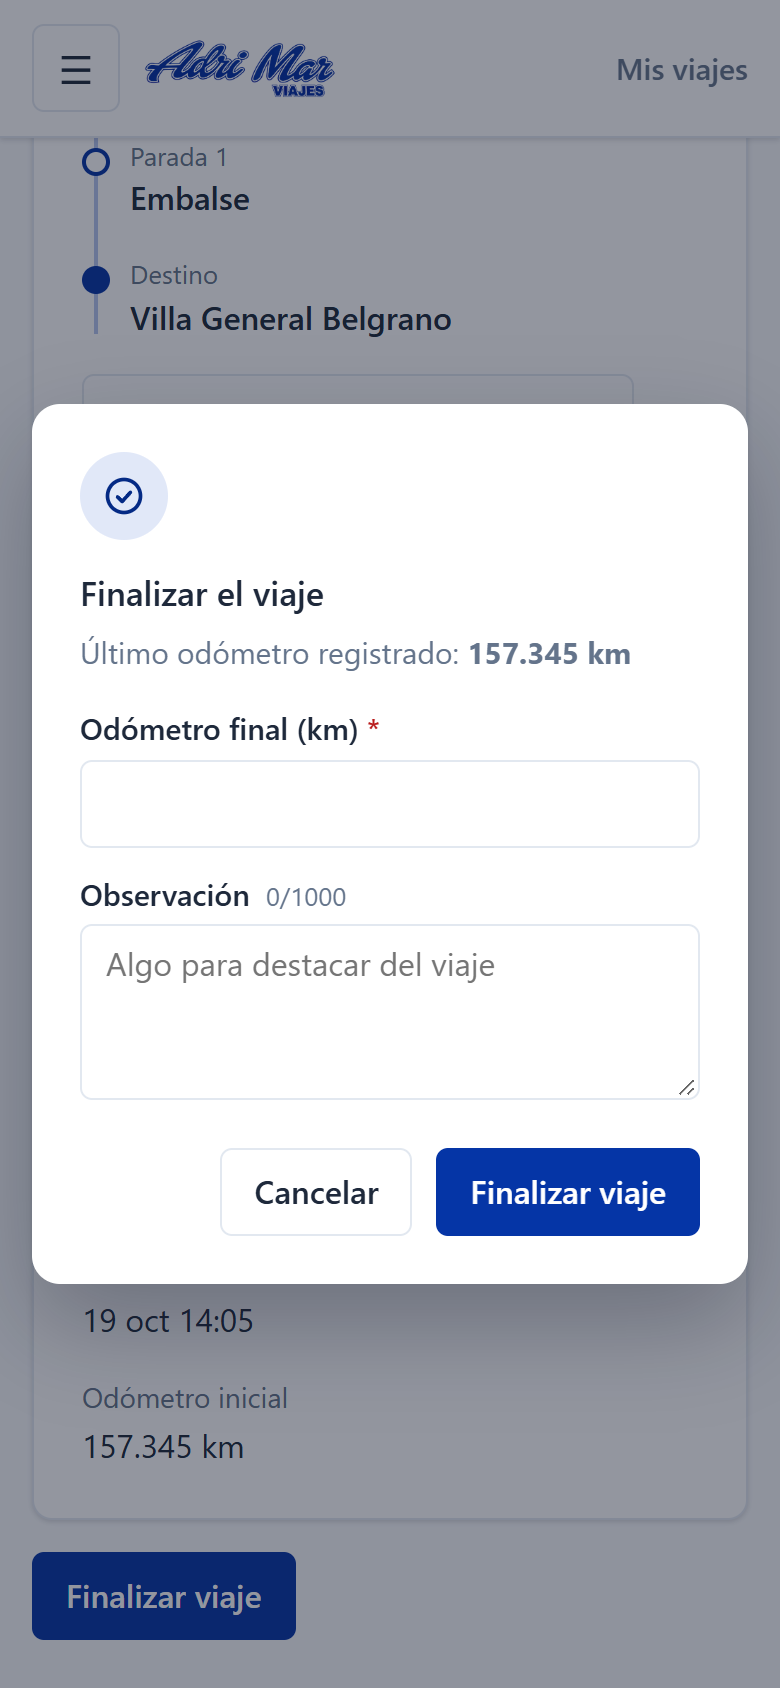 Adri Mar
VIAJES
Mis viajes
Parada 1
Embalse
Destino
Villa General Belgrano
Finalizar el viaje
Último odómetro registrado: 157.345 km
Odómetro final (km) *
Observación 0/1000
Algo para destacar del viaje
Cancelar
Finalizar viaje
19 oct 14:05
Odómetro inicial
157.345 km
Finalizar viaje